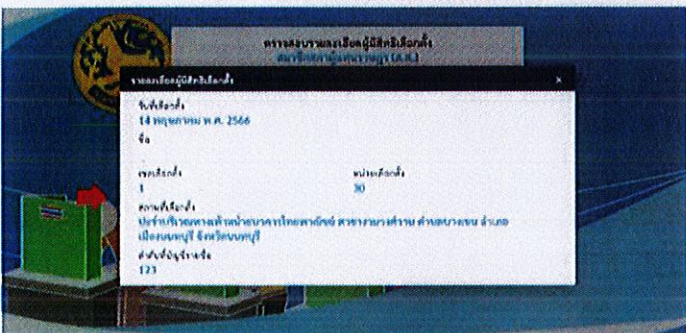 ตรวจสอบรายละเอียดผู้มีสิทธิเลือกตั้ง
สมาชิกสภาผู้แทนราษฎร (ส.ส.)
รายละเอียดผู้มีสิทธิเลือกตั้ง ×
วันที่เลือกตั้ง
14 พฤษภาคม พ.ศ. 2566
ชื่อ
เขตเลือกตั้ง หน่วยเลือกตั้ง
1 30
สถานที่เลือกตั้ง
ปะรำบริเวณทางเท้าหน้าธนาคารไทยพาณิชย์ สาขางามวงศ์วาน ตำบลบางเขน อำเภอ
เมืองนนทบุรี จังหวัดนนทบุรี
ลำดับที่บัญชีรายชื่อ
123